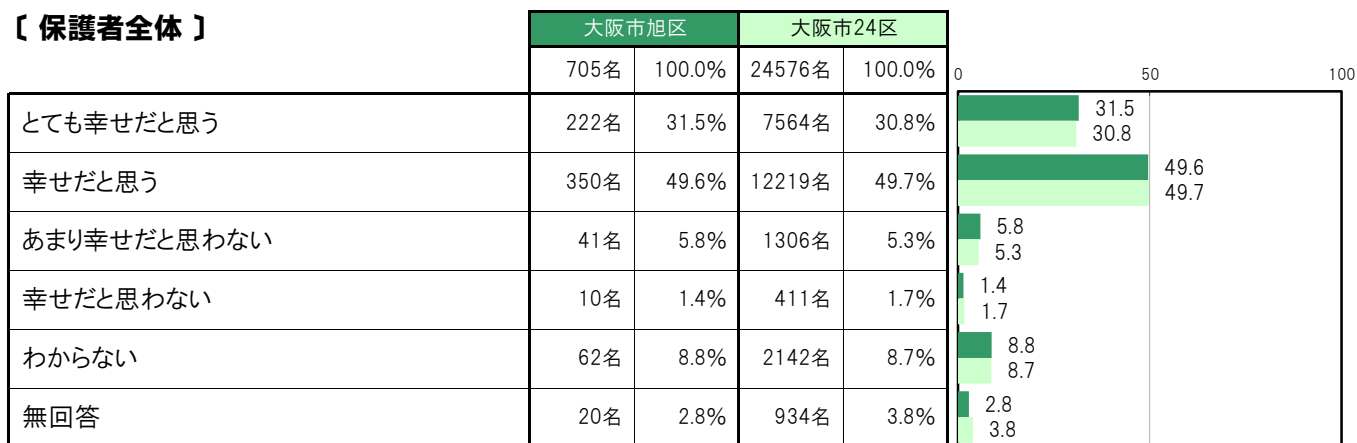 〔 保護者全体 〕
大阪市旭区 大阪市24区
705名 100.0% 24576名 100.0%
0 50 100
とても幸せだと思う 222名 31.5% 7564名 30.8% 31.5
30.8
幸せだと思う 350名 49.6% 12219名 49.7% 49.6
49.7
あまり幸せだと思わない 41名 5.8% 1306名 5.3% 5.8
5.3
幸せだと思わない 10名 1.4% 411名 1.7% 1.4
1.7
わからない 62名 8.8% 2142名 8.7% 8.8
8.7
無回答 20名 2.8% 934名 3.8% 2.8
3.8